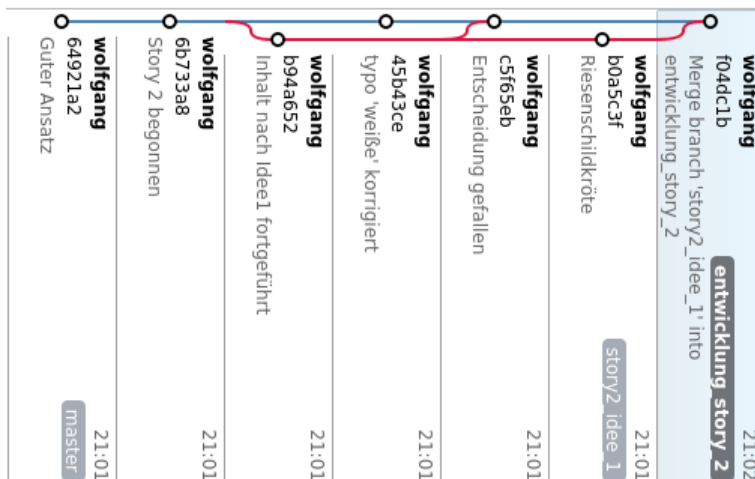 wolfgang 21:02
f04dc1b entwicklung_story_2
Merge branch 'story2_idee_1' into
entwicklung_story_2
wolfgang 21:01
b0a5c3f story2_idee_1
Riesenschildkröte
wolfgang 21:01
c5f65eb
Entscheidung gefallen
wolfgang 21:01
45b43ce
typo 'weiße' korrigiert
wolfgang 21:01
b94a652
Inhalt nach Idee1 fortgeführt
wolfgang 21:01
6b733a8
Story 2 begonnen
wolfgang 21:01
64921a2 master
Guter Ansatz